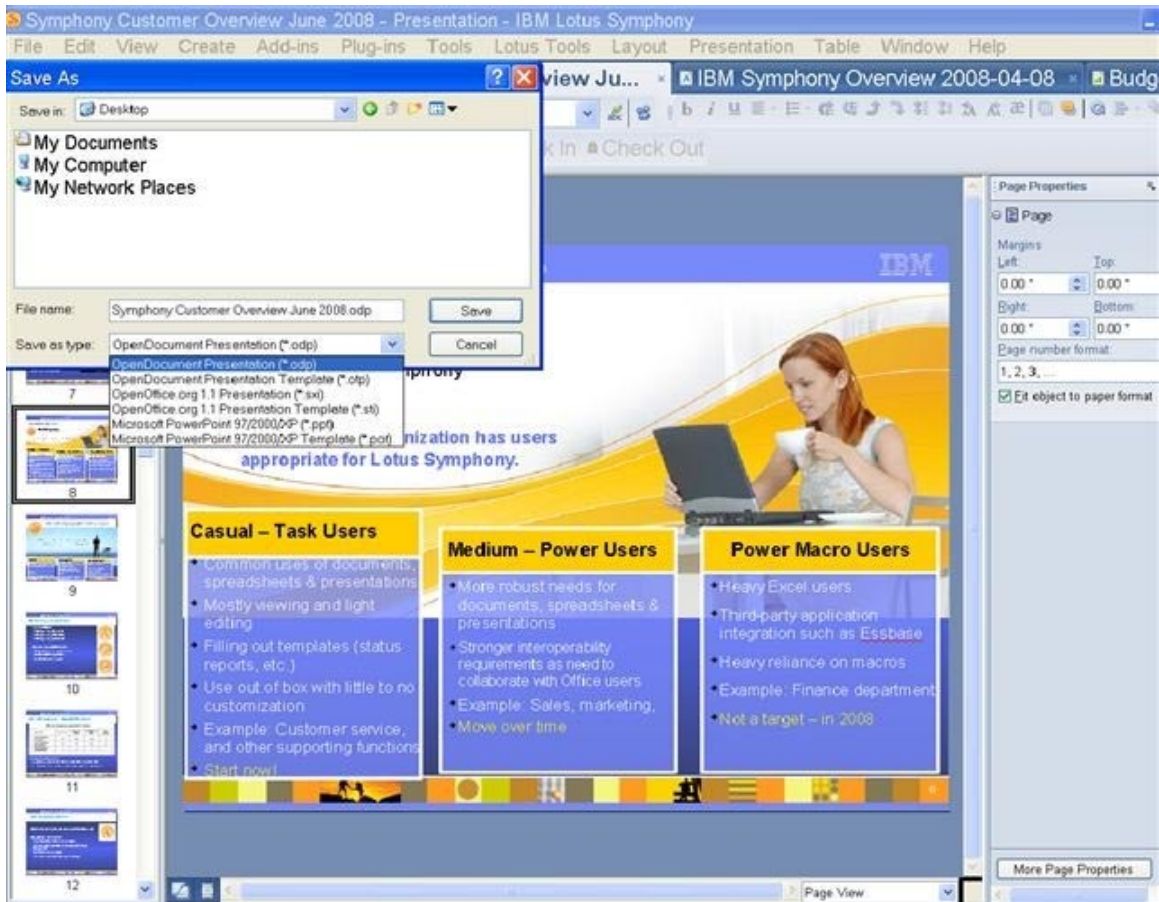 Symphony Customer Overview June 2008 - Presentation - IBM Lotus Symphony
File Edit View Create Add-ins Plug-ins Tools Lotus Tools Layout Presentation Table Window Help
Save As
view Ju...
IBM Symphony Overview 2008-04-08
Budg
Save in: Desktop
k In Check Out
My Documents
My Computer
My Network Places
File name: Symphony Customer Overview June 2008.odp Save
Save as type: OpenDocument Presentation (*.odp) Cancel
OpenDocument Presentation (*.odp)
OpenDocument Presentation Template (*.otp)
OpenOffice.org 1.1 Presentation (*.sxi)
OpenOffice.org 1.1 Presentation Template (*.sti)
Microsoft PowerPoint 97/2000/XP (*.ppt)
Microsoft PowerPoint 97/2000/XP Template (*.pot)
7
8
9
10
11
12
IBM
nization has users
appropriate for Lotus Symphony.
Casual – Task Users
Common uses of documents,
spreadsheets & presentations
Mostly viewing and light
editing
Filling out templates (status
reports, etc.)
Use out of box with little to no
customization
Example: Customer service,
and other supporting functions
Start now!
Medium – Power Users
More robust needs for
documents, spreadsheets &
presentations
Stronger interoperability
requirements as need to
collaborate with Office users
Example: Sales, marketing,
Move over time
Power Macro Users
Heavy Excel users
Third-party application
integration such as Essbase
Heavy reliance on macros
Example: Finance department
Not a target – in 2008
Page Properties
Page
Margins
Left: Top:
0.00 " 0.00 "
Right: Bottom:
0.00 " 0.00 "
Page number format:
1, 2, 3, ...
Fit object to paper format
More Page Properties
Page View